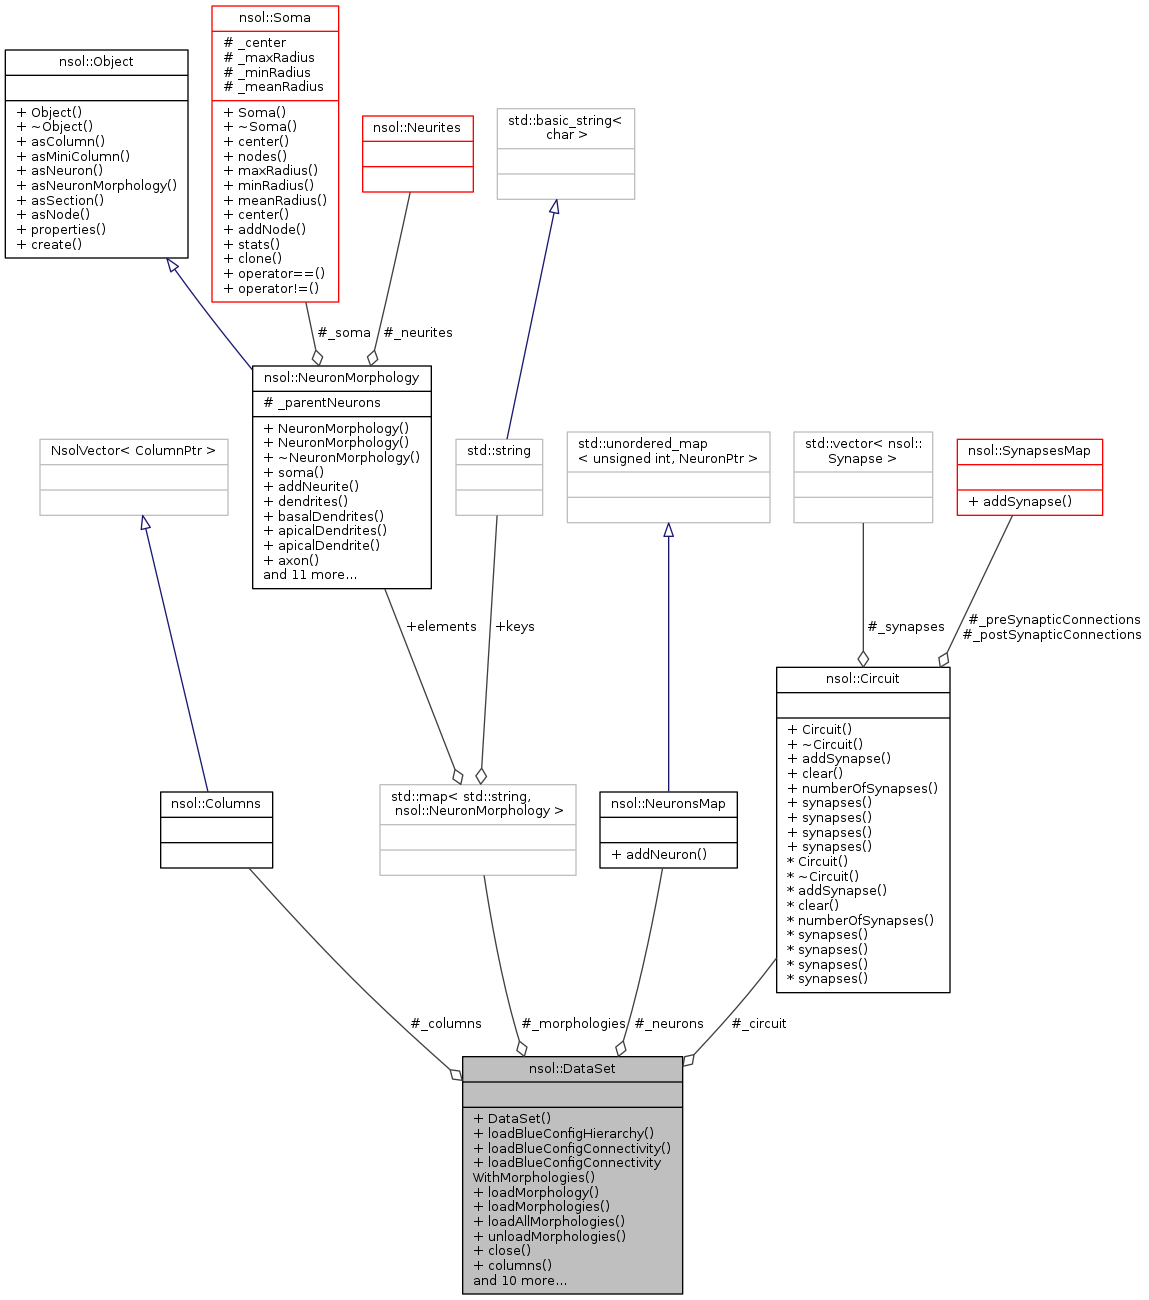 nsol::Soma
# _center
# _maxRadius
# _minRadius
# _meanRadius
+ Soma()
+ ~Soma()
+ center()
+ nodes()
+ maxRadius()
+ minRadius()
+ meanRadius()
+ center()
+ addNode()
+ stats()
+ clone()
+ operator==()
+ operator!=()
nsol::Object
+ Object()
+ ~Object()
+ asColumn()
+ asMiniColumn()
+ asNeuron()
+ asNeuronMorphology()
+ asSection()
+ asNode()
+ properties()
+ create()
nsol::Neurites
std::basic_string<
char >
#_soma
#_neurites
nsol::NeuronMorphology
# _parentNeurons
+ NeuronMorphology()
+ NeuronMorphology()
+ ~NeuronMorphology()
+ soma()
+ addNeurite()
+ dendrites()
+ basalDendrites()
+ apicalDendrites()
+ apicalDendrite()
+ axon()
and 11 more...
NsolVector< ColumnPtr >
std::string
std::unordered_map
< unsigned int, NeuronPtr >
std::vector< nsol::
Synapse >
nsol::SynapsesMap
+ addSynapse()
+elements
+keys
#_synapses
#_preSynapticConnections
#_postSynapticConnections
nsol::Circuit
+ Circuit()
+ ~Circuit()
+ addSynapse()
+ clear()
+ numberOfSynapses()
+ synapses()
+ synapses()
+ synapses()
+ synapses()
* Circuit()
* ~Circuit()
* addSynapse()
* clear()
* numberOfSynapses()
* synapses()
* synapses()
* synapses()
* synapses()
nsol::Columns
std::map< std::string,
nsol::NeuronMorphology >
nsol::NeuronsMap
+ addNeuron()
#_columns
#_morphologies
#_neurons
#_circuit
nsol::DataSet
+ DataSet()
+ loadBlueConfigHierarchy()
+ loadBlueConfigConnectivity()
+ loadBlueConfigConnectivity
WithMorphologies()
+ loadMorphology()
+ loadMorphologies()
+ loadAllMorphologies()
+ unloadMorphologies()
+ close()
+ columns()
and 10 more...